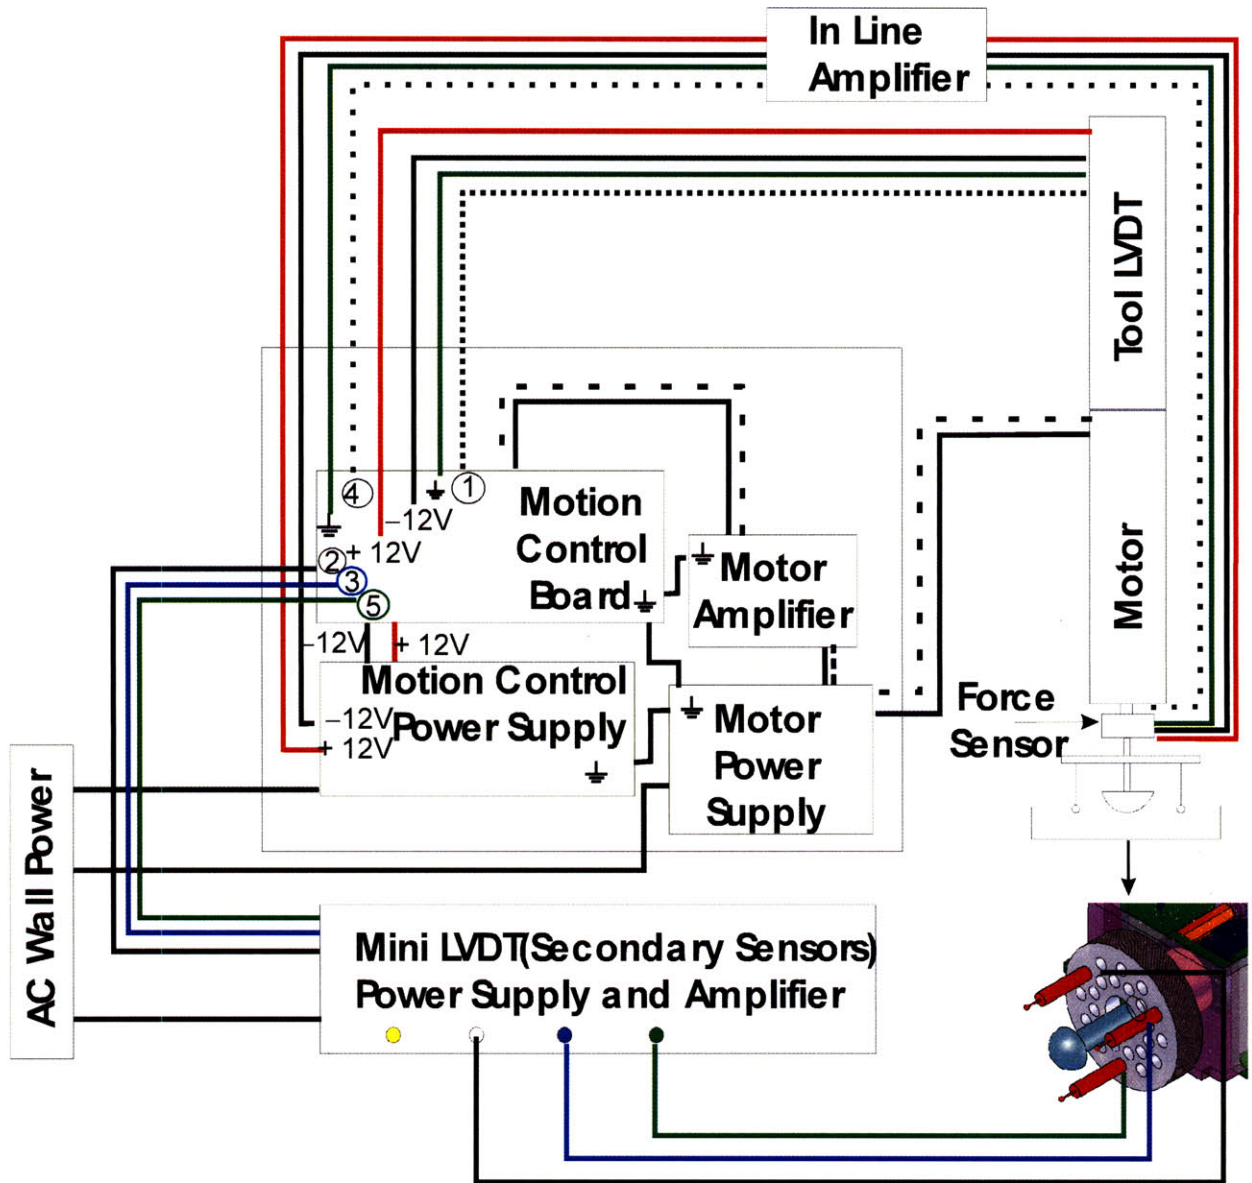 In Line
Amplifier
Tool LVDT
Motor
4
1
−12V
+ 12V
2
3
5
Motion
Control
Board
Motor
Amplifier
−12V
+ 12V
Motion Control
Power Supply
−12V
+ 12V
Motor
Power
Supply
Force
Sensor
AC Wall Power
Mini LVDT(Secondary Sensors)
Power Supply and Amplifier